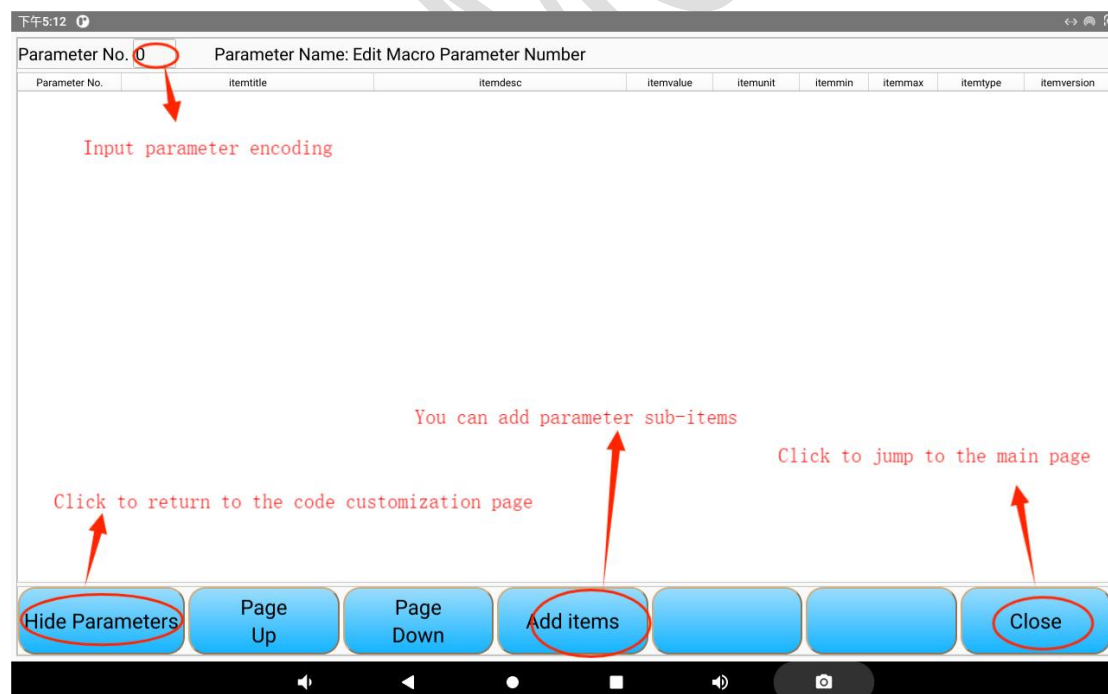 下午5:12
Parameter No. 0 Parameter Name: Edit Macro Parameter Number
Parameter No. itemtitle itemdesc itemvalue itemunit itemmin itemmax itemtype itemversion
Input parameter encoding
You can add parameter sub-items
Click to jump to the main page
Click to return to the code customization page
Hide Parameters Page Up Page Down Add items Close